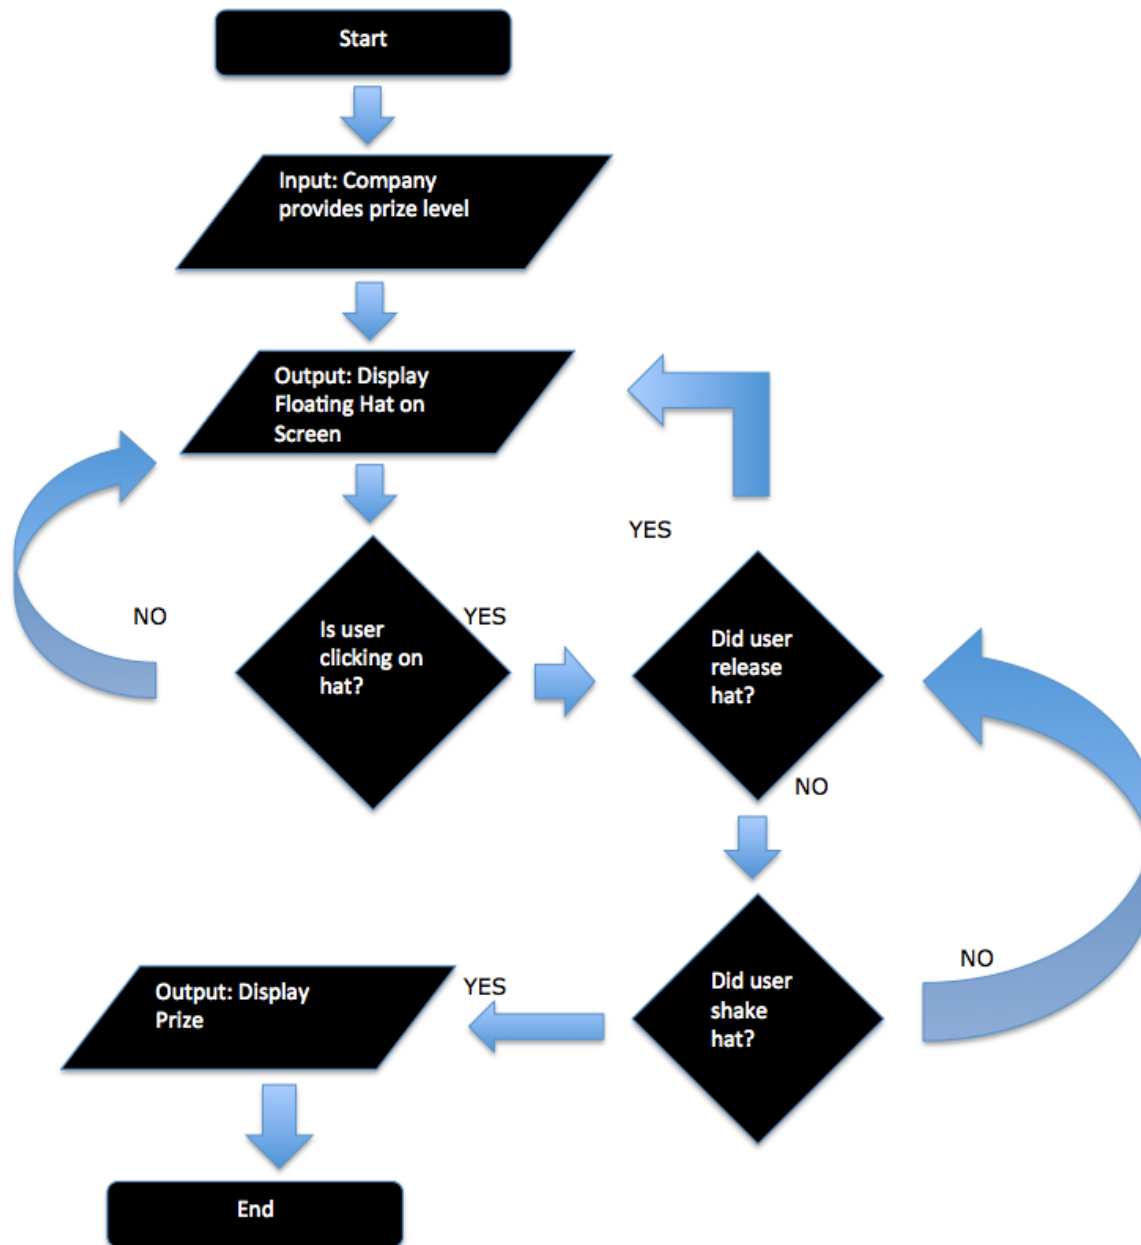 Start
Input: Company
provides prize level
Output: Display
Floating Hat on
Screen
YES
NO
Is user
clicking on
hat?
YES
Did user
release
hat?
NO
Output: Display
Prize
YES
Did user
shake
hat?
NO
End